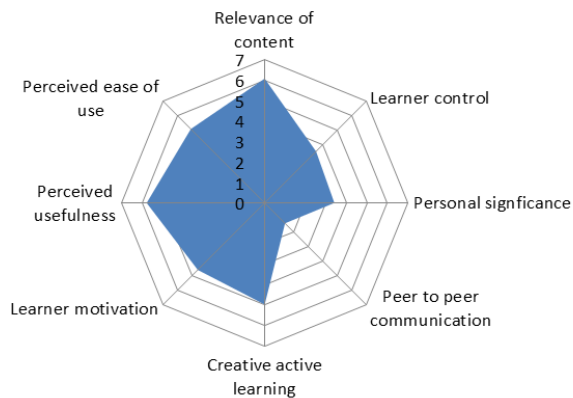 Relevance of
content
7
6
5
4
3
2
1
0
Perceived ease of
use
Learner control
Perceived
usefulness
Personal signficance
Learner motivation
Peer to peer
communication
Creative active
learning